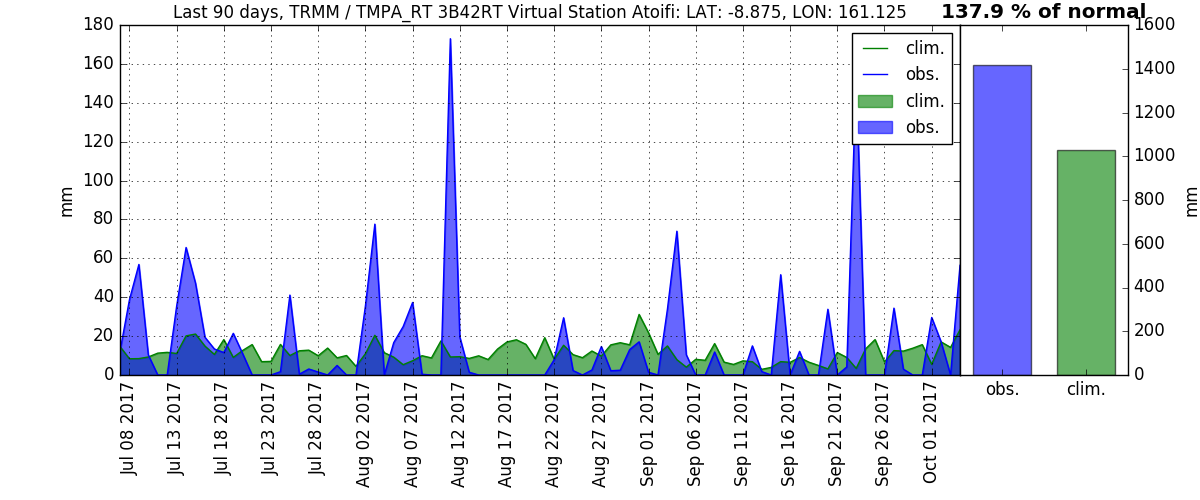 Last 90 days, TRMM / TMPA_RT 3B42RT Virtual Station Atoifi: LAT: -8.875, LON: 161.125
137.9 % of normal
180
160
140
120
100
80
60
40
20
0
mm
clim.
obs.
clim.
obs.
Jul 08 2017
Jul 13 2017
Jul 18 2017
Jul 23 2017
Jul 28 2017
Aug 02 2017
Aug 07 2017
Aug 12 2017
Aug 17 2017
Aug 22 2017
Aug 27 2017
Sep 01 2017
Sep 06 2017
Sep 11 2017
Sep 16 2017
Sep 21 2017
Sep 26 2017
Oct 01 2017
1600
1400
1200
1000
800
600
400
200
0
mm
obs.
clim.